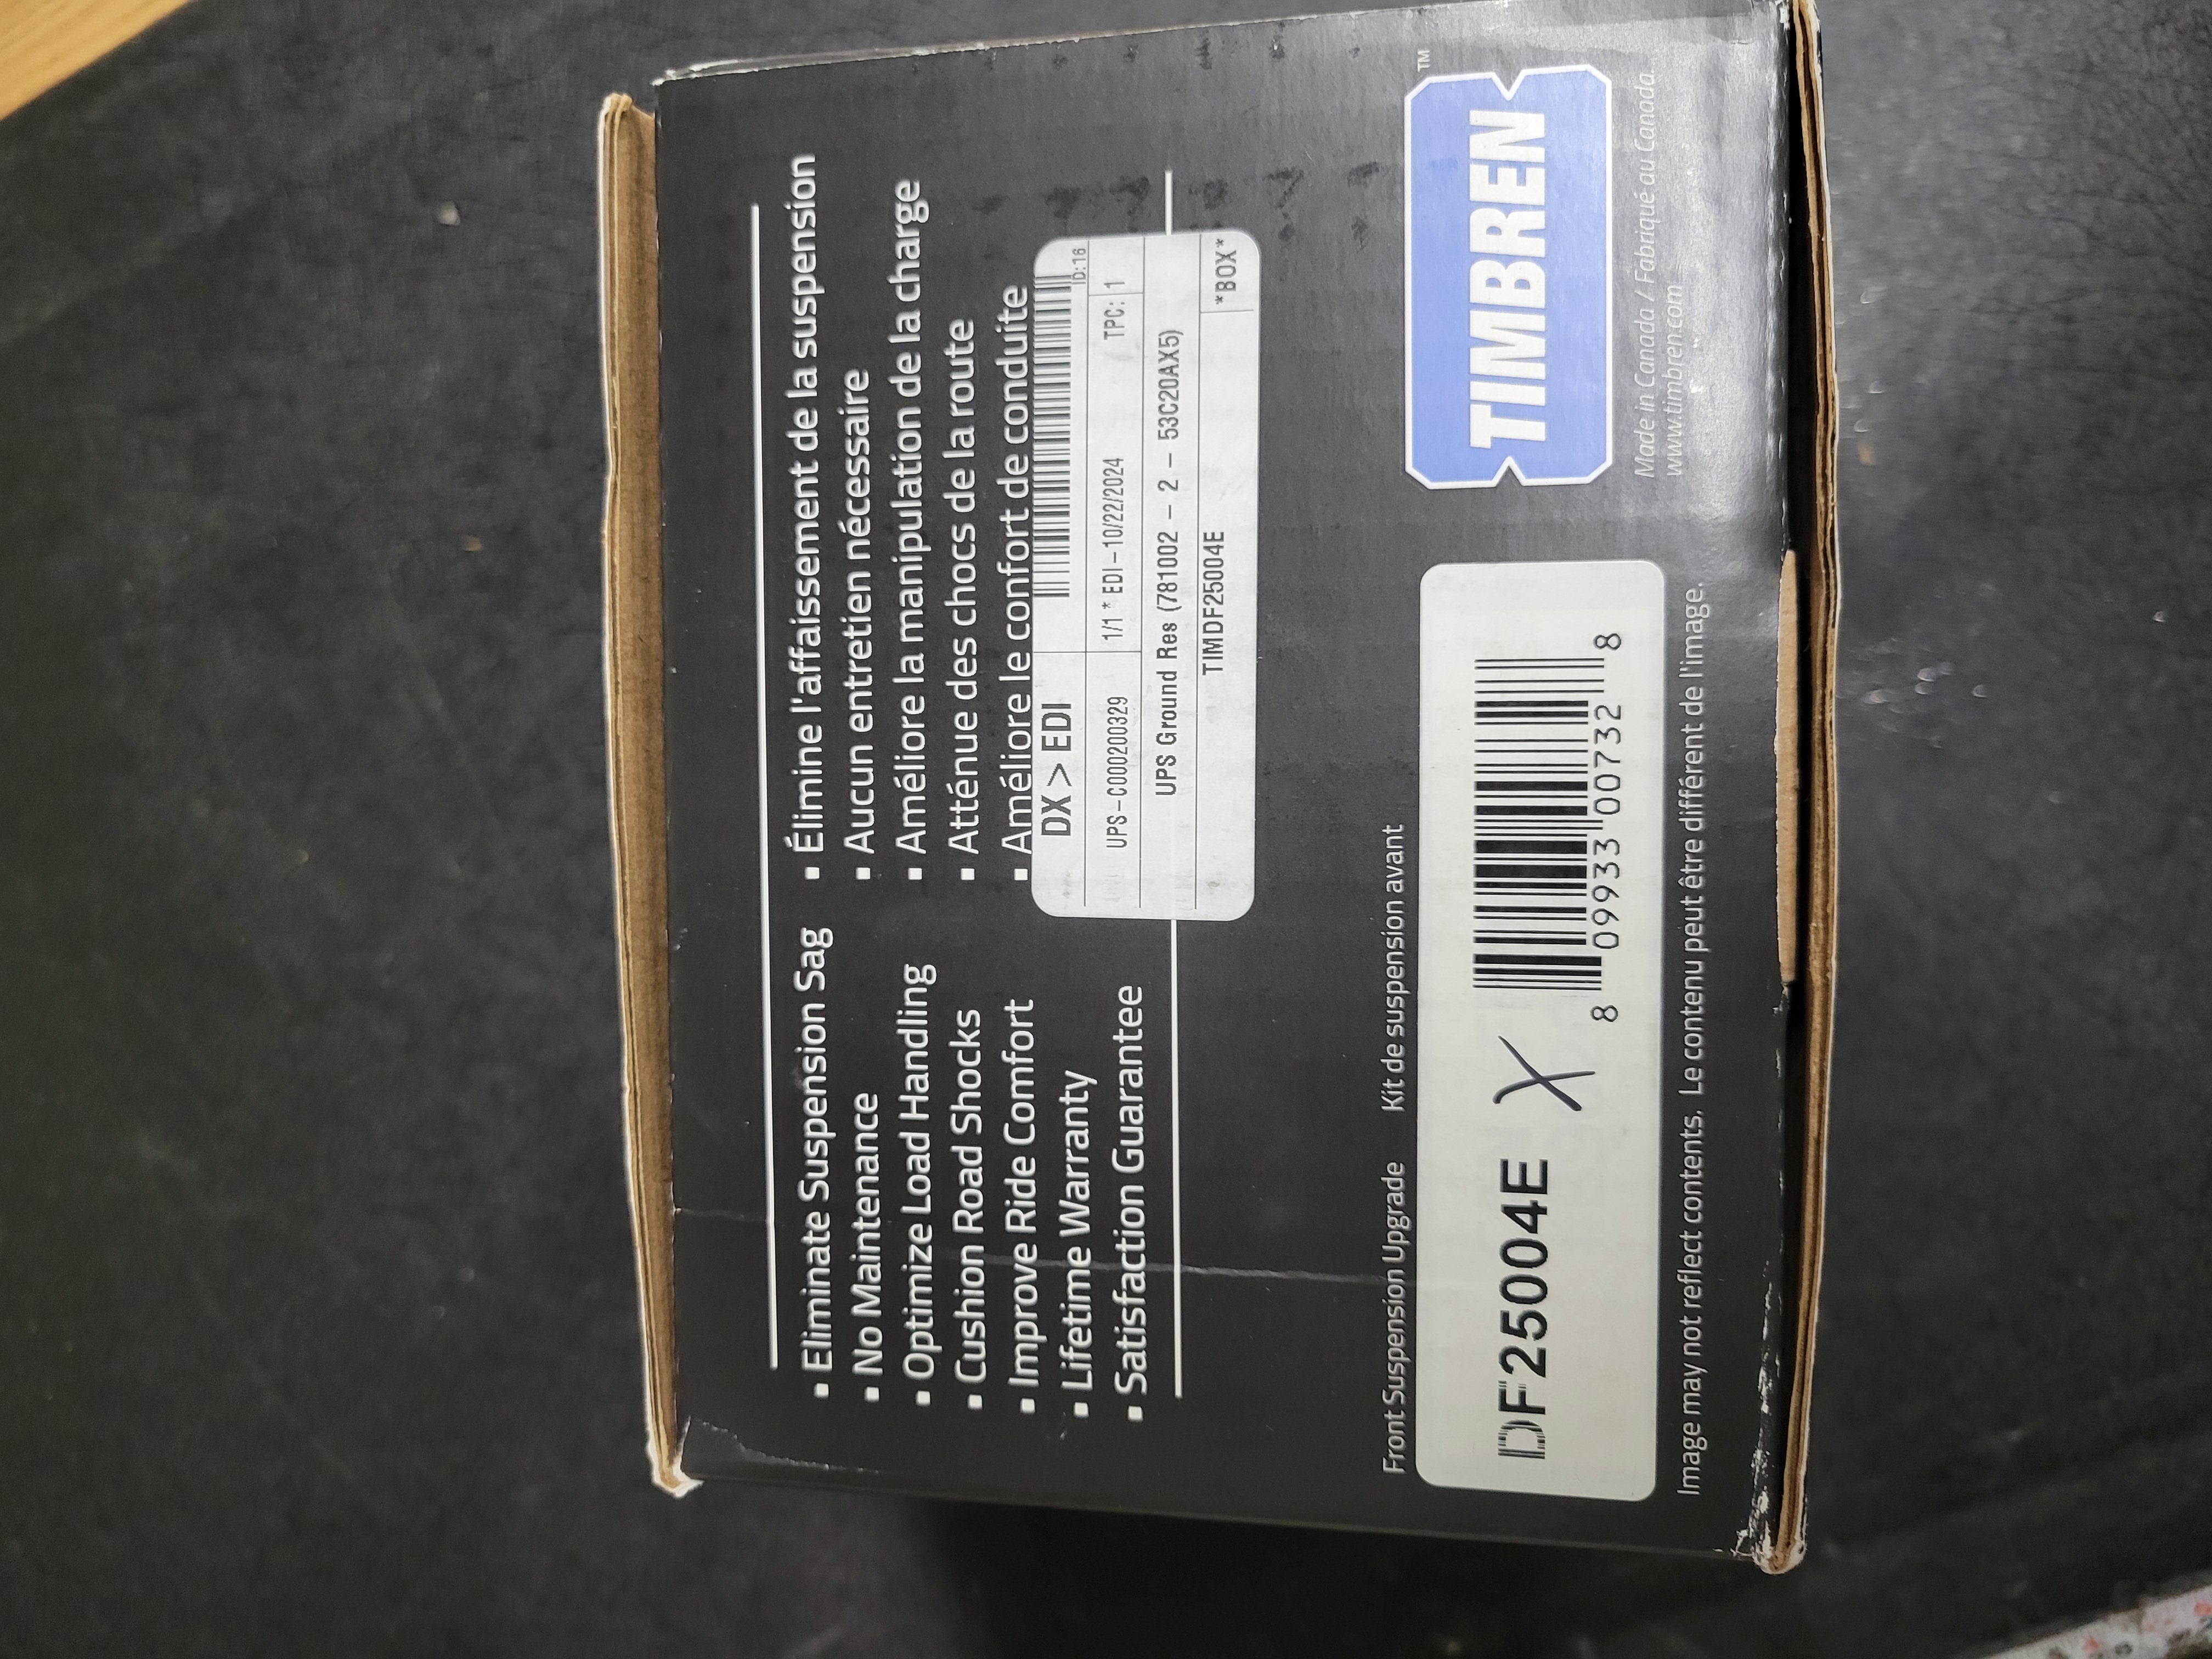 ▪ Eliminate Suspension Sag
▪ No Maintenance
▪ Optimize Load Handling
▪ Cushion Road Shocks
▪ Improve Ride Comfort
▪ Lifetime Warranty
▪ Satisfaction Guarantee
▪ Élimine l'affaissement de la suspension
▪ Aucun entretien nécessaire
▪ Améliore la manipulation de la charge
▪ Atténue des chocs de la route
▪ Améliore le confort de conduite
DX > EDI
ID:16
UPS-C000200329 1/1 * EDI-10/22/2024 TPC: 1
UPS Ground Res (781002 - 2 - 53C20AX5)
TIMDF25004E *BOX*
Front Suspension Upgrade Kit de suspension avant
DF25004E X
8 09933 00732 8
Image may not reflect contents. Le contenu peut être différent de l'image.
TIMBREN™
Made in Canada / Fabriqué au Canada.
www.timbren.com